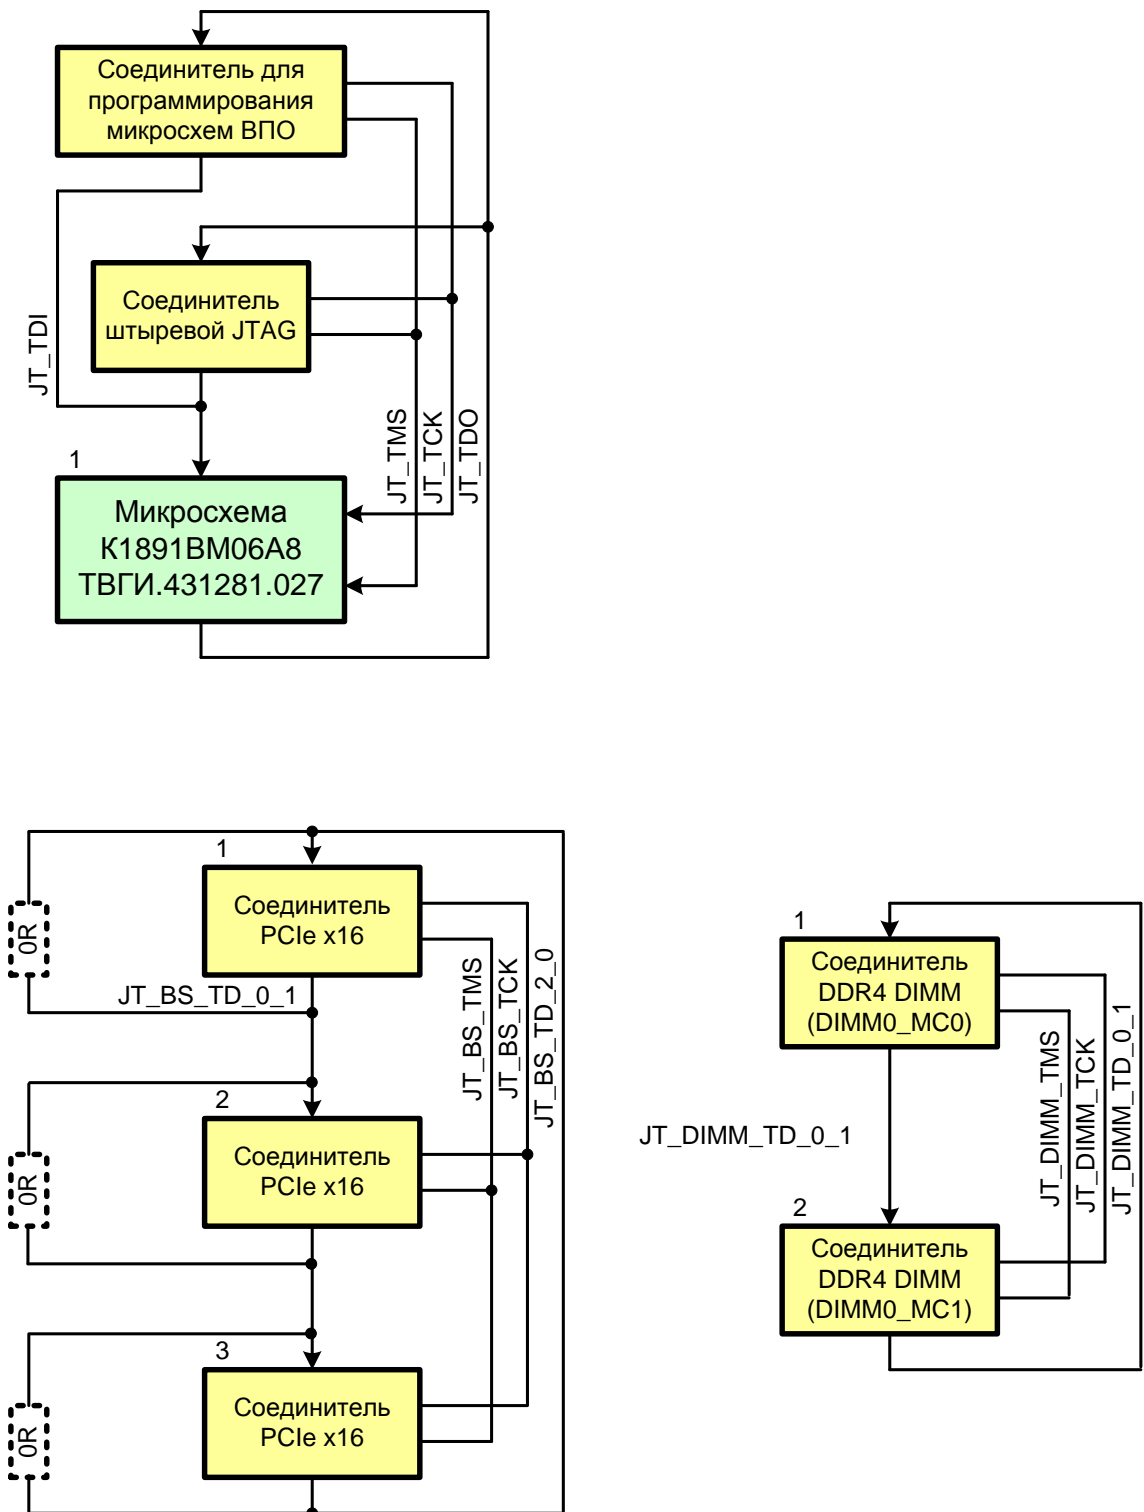 Соединитель для
программирования
микросхем ВПО
Соединитель
штыревой JTAG
JT_TDI
JT_TMS
JT_TCK
JT_TDO
1
Микросхема
К1891ВМ06А8
ТВГИ.431281.027
1
Соединитель
PCIe x16
0R
JT_BS_TD_0_1
JT_BS_TMS
JT_BS_TCK
JT_BS_TD_2_0
2
Соединитель
PCIe x16
0R
3
Соединитель
PCIe x16
0R
1
Соединитель
DDR4 DIMM
(DIMM0_MC0)
JT_DIMM_TD_0_1
JT_DIMM_TMS
JT_DIMM_TCK
JT_DIMM_TD_0_1
2
Соединитель
DDR4 DIMM
(DIMM0_MC1)